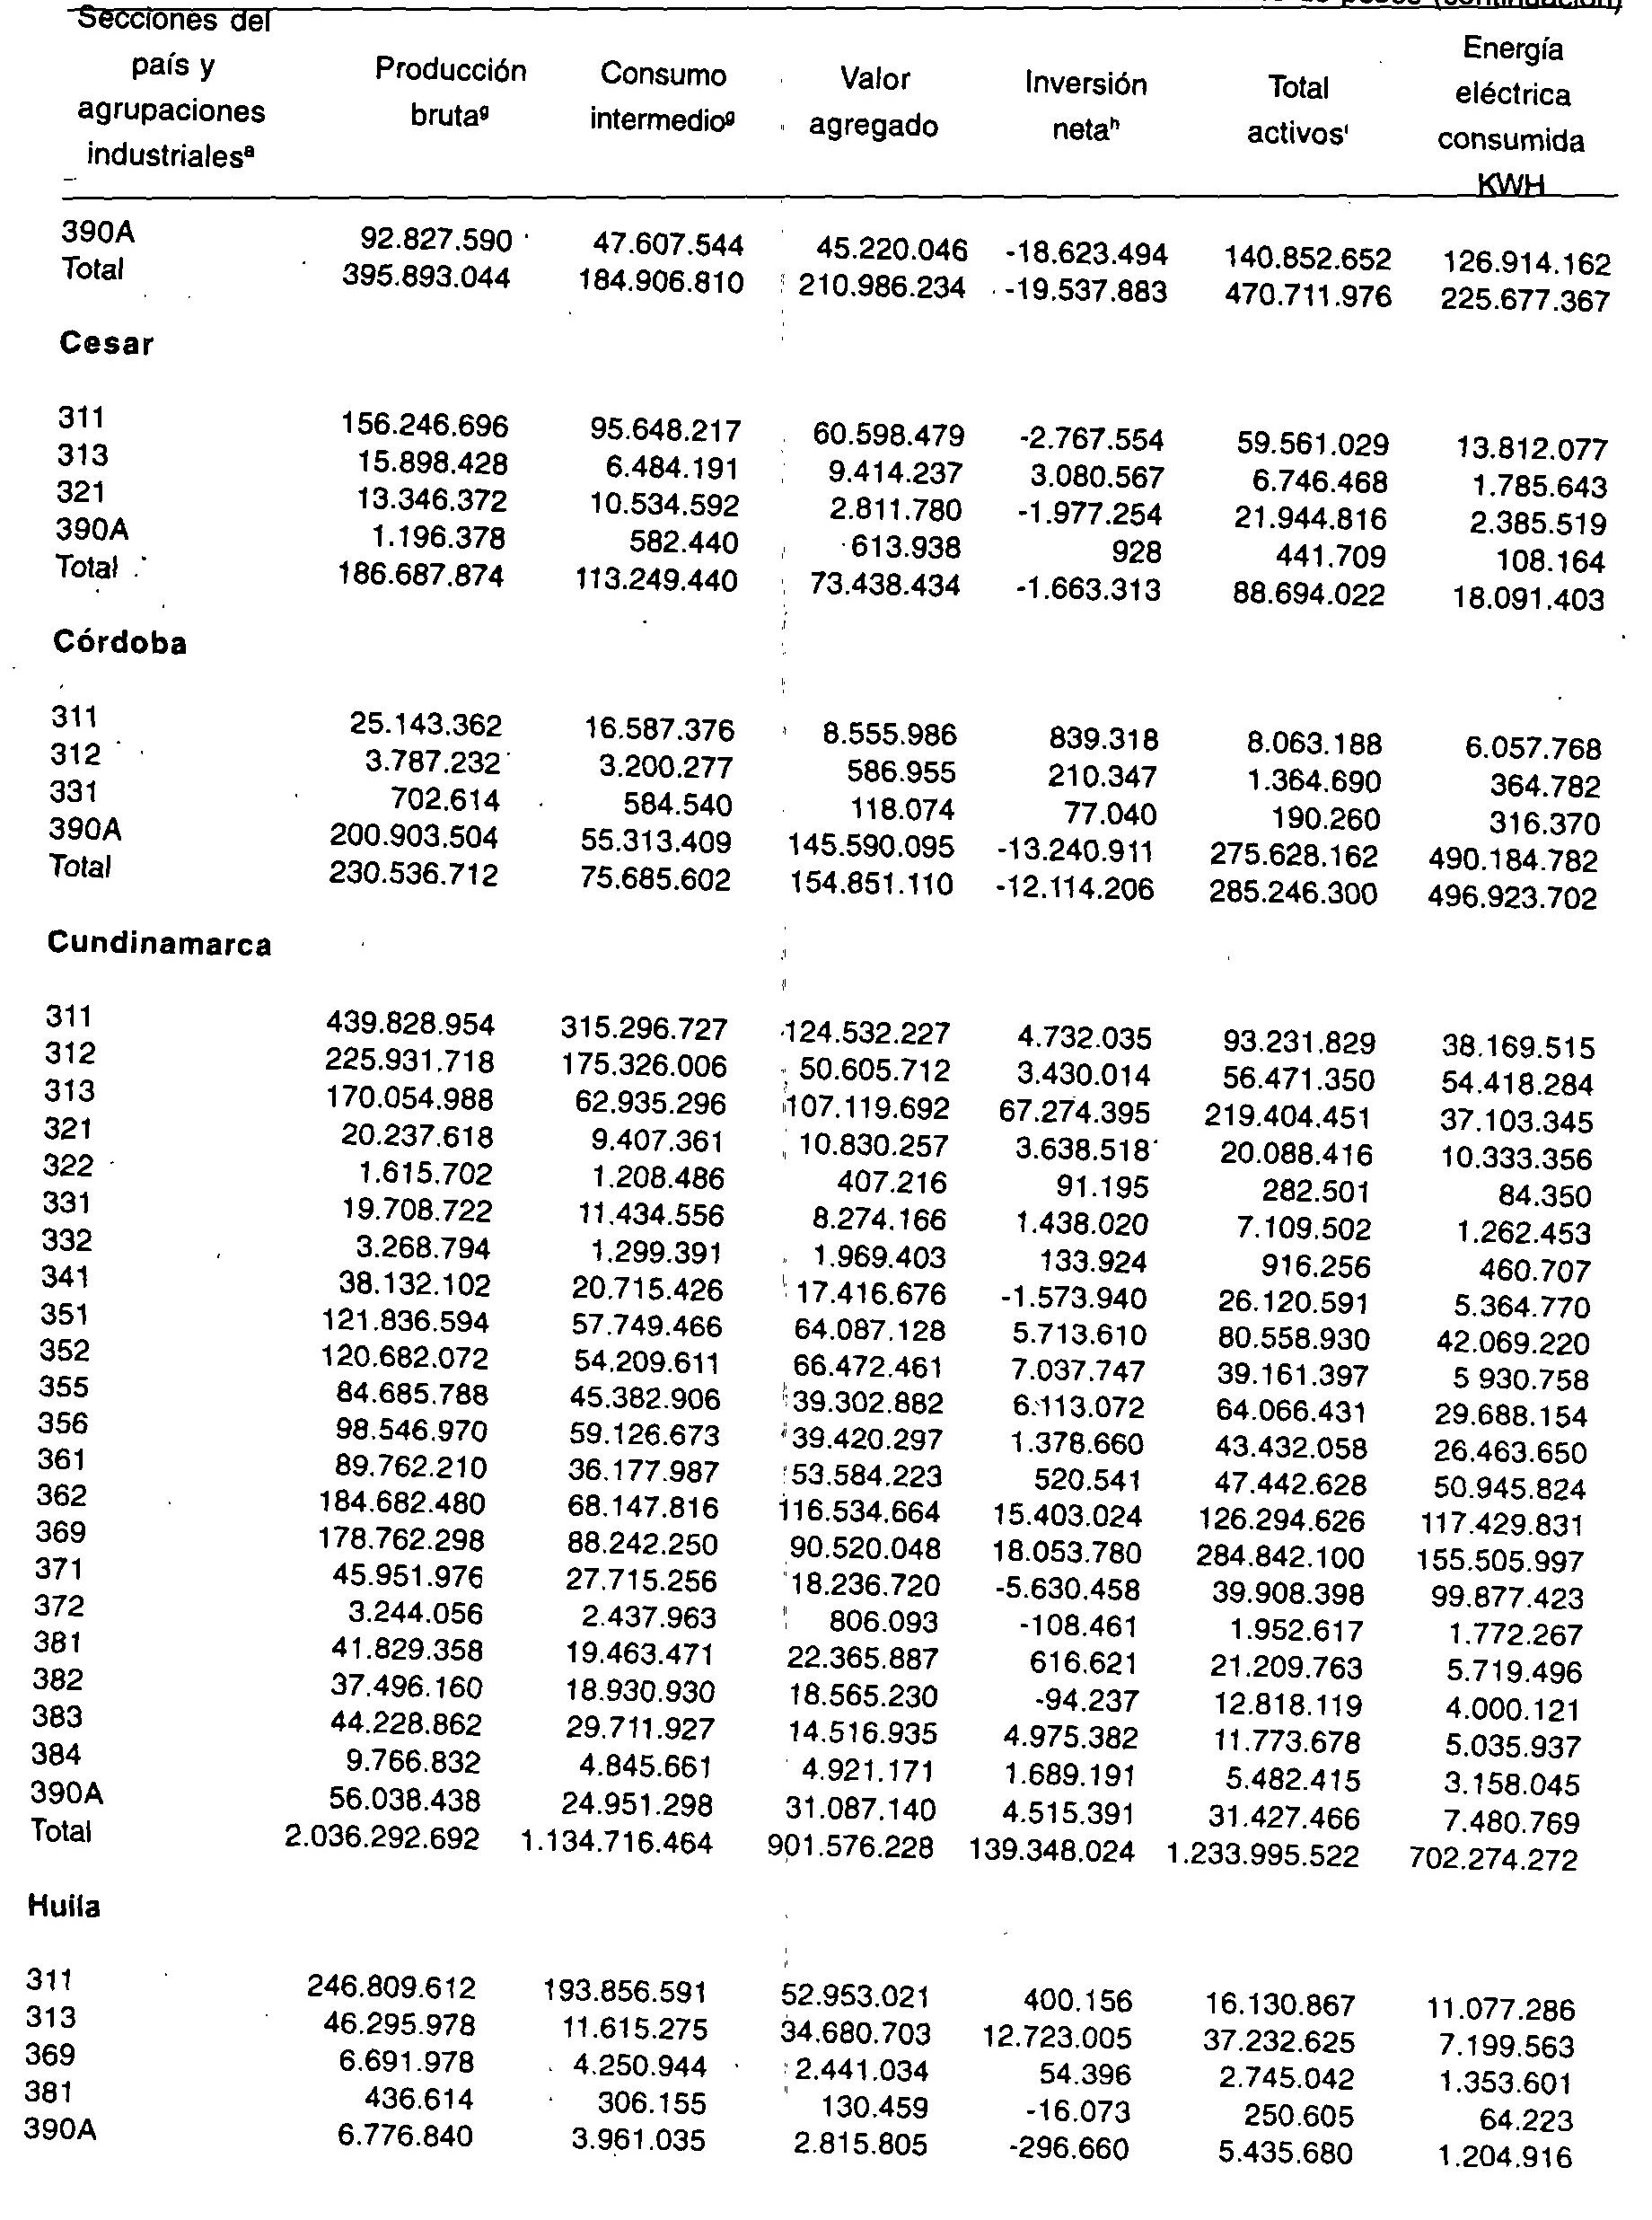 (continuación)
Secciones del país y agrupaciones industrialesª Producción brutaᵍ Consumo intermedioᵍ Valor agregado Inversión netaʰ Total activosⁱ Energía eléctrica consumida KWH
390A 92.827.590 47.607.544 45.220.046 -18.623.494 140.852.652 126.914.162
Total 395.893.044 184.906.810 210.986.234 -19.537.883 470.711.976 225.677.367
Cesar
311 156.246.696 95.648.217 60.598.479 -2.767.554 59.561.029 13.812.077
313 15.898.428 6.484.191 9.414.237 3.080.567 6.746.468 1.785.643
321 13.346.372 10.534.592 2.811.780 -1.977.254 21.944.816 2.385.519
390A 1.196.378 582.440 613.938 928 441.709 108.164
Total 186.687.874 113.249.440 73.438.434 -1.663.313 88.694.022 18.091.403
Córdoba
311 25.143.362 16.587.376 8.555.986 839.318 8.063.188 6.057.768
312 3.787.232 3.200.277 586.955 210.347 1.364.690 364.782
331 702.614 584.540 118.074 77.040 190.260 316.370
390A 200.903.504 55.313.409 145.590.095 -13.240.911 275.628.162 490.184.782
Total 230.536.712 75.685.602 154.851.110 -12.114.206 285.246.300 496.923.702
Cundinamarca
311 439.828.954 315.296.727 124.532.227 4.732.035 93.231.829 38.169.515
312 225.931.718 175.326.006 50.605.712 3.430.014 56.471.350 54.418.284
313 170.054.988 62.935.296 107.119.692 67.274.395 219.404.451 37.103.345
321 20.237.618 9.407.361 10.830.257 3.638.518 20.088.416 10.333.356
322 1.615.702 1.208.486 407.216 91.195 282.501 84.350
331 19.708.722 11.434.556 8.274.166 1.438.020 7.109.502 1.262.453
332 3.268.794 1.299.391 1.969.403 133.924 916.256 460.707
341 38.132.102 20.715.426 17.416.676 -1.573.940 26.120.591 5.364.770
351 121.836.594 57.749.466 64.087.128 5.713.610 80.558.930 42.069.220
352 120.682.072 54.209.611 66.472.461 7.037.747 39.161.397 5 930.758
355 84.685.788 45.382.906 39.302.882 6.113.072 64.066.431 29.688.154
356 98.546.970 59.126.673 39.420.297 1.378.660 43.432.058 26.463.650
361 89.762.210 36.177.987 53.584.223 520.541 47.442.628 50.945.824
362 184.682.480 68.147.816 116.534.664 15.403.024 126.294.626 117.429.831
369 178.762.298 88.242.250 90.520.048 18.053.780 284.842.100 155.505.997
371 45.951.976 27.715.256 18.236.720 -5.630.458 39.908.398 99.877.423
372 3.244.056 2.437.963 806.093 -108.461 1.952.617 1.772.267
381 41.829.358 19.463.471 22.365.887 616.621 21.209.763 5.719.496
382 37.496.160 18.930.930 18.565.230 -94.237 12.818.119 4.000.121
383 44.228.862 29.711.927 14.516.935 4.975.382 11.773.678 5.035.937
384 9.766.832 4.845.661 4.921.171 1.689.191 5.482.415 3.158.045
390A 56.038.438 24.951.298 31.087.140 4.515.391 31.427.466 7.480.769
Total 2.036.292.692 1.134.716.464 901.576.228 139.348.024 1.233.995.522 702.274.272
Huila
311 246.809.612 193.856.591 52.953.021 400.156 16.130.867 11.077.286
313 46.295.978 11.615.275 34.680.703 12.723.005 37.232.625 7.199.563
369 6.691.978 4.250.944 2.441.034 54.396 2.745.042 1.353.601
381 436.614 306.155 130.459 -16.073 250.605 64.223
390A 6.776.840 3.961.035 2.815.805 -296.660 5.435.680 1.204.916